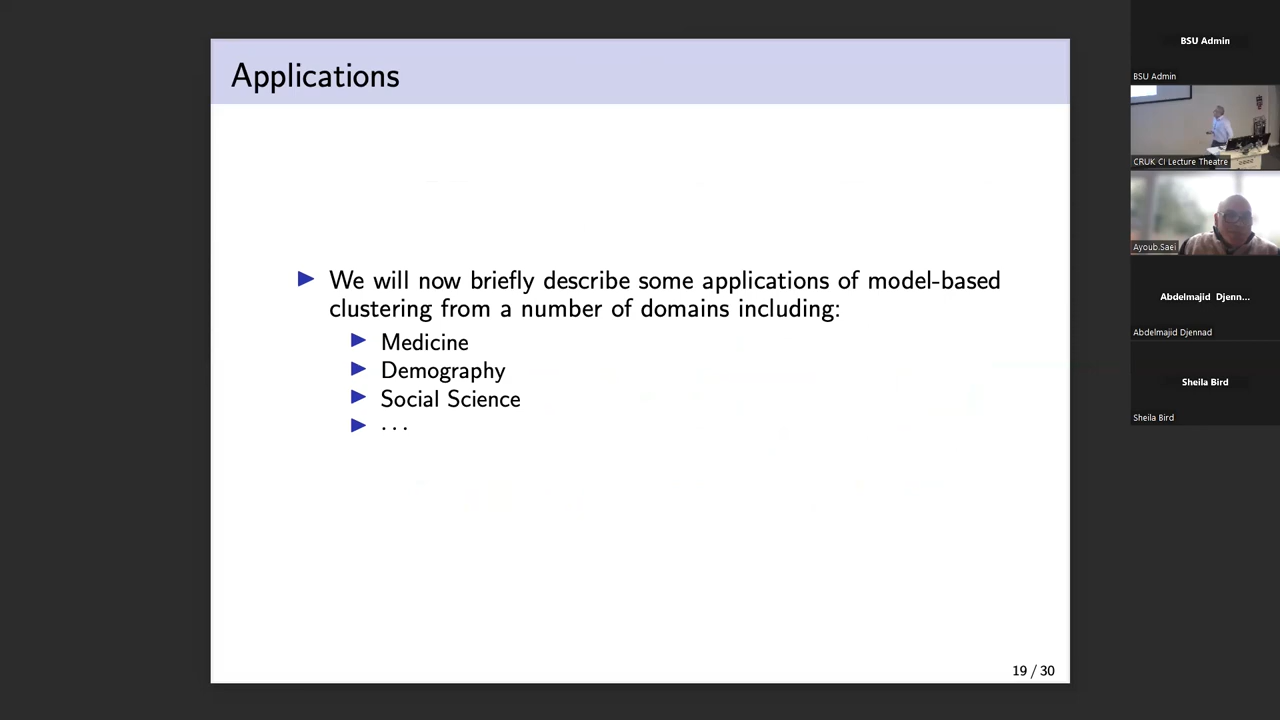 Applications
We will now briefly describe some applications of model-based
clustering from a number of domains including:
Medicine
Demography
Social Science
. . .
19 / 30
BSU Admin
BSU Admin
CRUK CI Lecture Theatre
Ayoub.Saei
Abdelmajid Djenn...
Abdelmajid Djennad
Sheila Bird
Sheila Bird